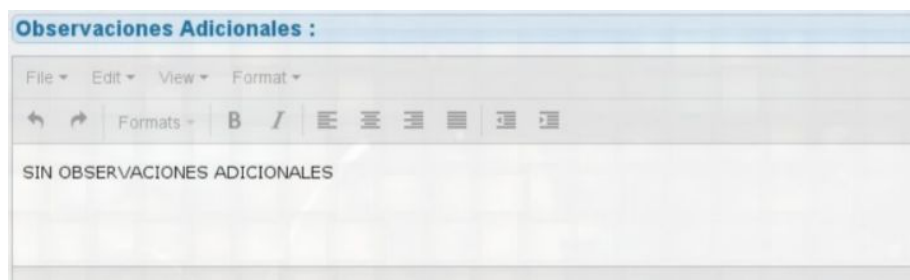 Observaciones Adicionales :
File Edit View Format
Formats B I
SIN OBSERVACIONES ADICIONALES